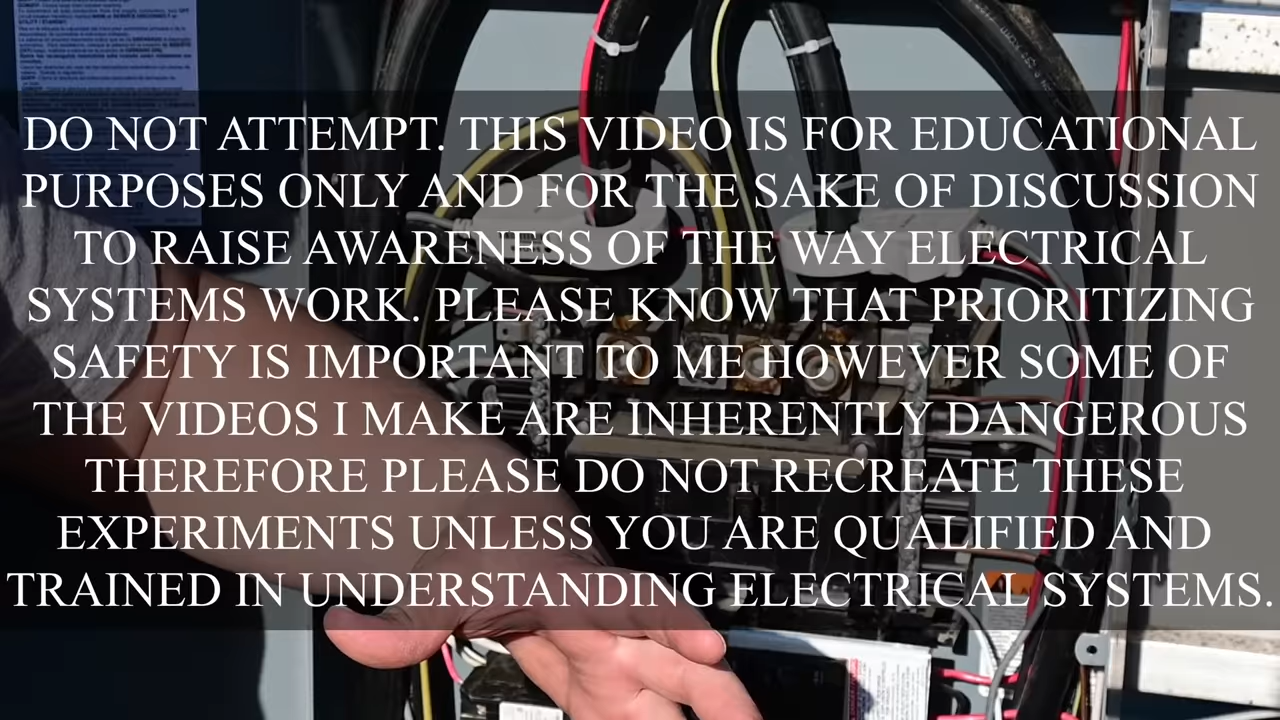 DO NOT ATTEMPT. THIS VIDEO IS FOR EDUCATIONAL
PURPOSES ONLY AND FOR THE SAKE OF DISCUSSION
TO RAISE AWARENESS OF THE WAY ELECTRICAL
SYSTEMS WORK. PLEASE KNOW THAT PRIORITIZING
SAFETY IS IMPORTANT TO ME HOWEVER SOME OF
THE VIDEOS I MAKE ARE INHERENTLY DANGEROUS
THEREFORE PLEASE DO NOT RECREATE THESE
EXPERIMENTS UNLESS YOU ARE QUALIFIED AND
TRAINED IN UNDERSTANDING ELECTRICAL SYSTEMS.